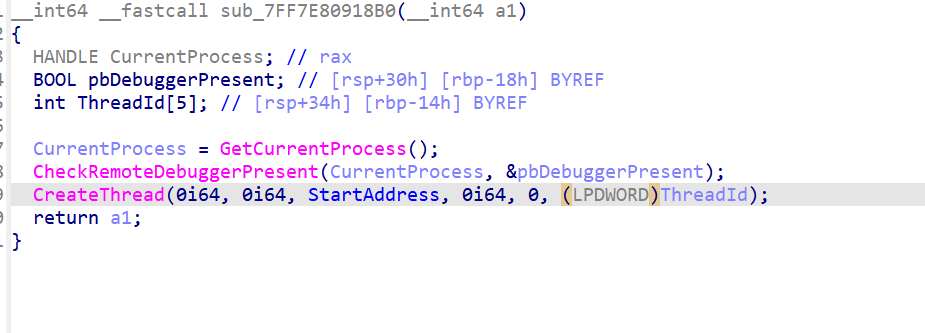 __int64 __fastcall sub_7FF7E80918B0(__int64 a1)
{
HANDLE CurrentProcess; // rax
BOOL pbDebuggerPresent; // [rsp+30h] [rbp-18h] BYREF
int ThreadId[5]; // [rsp+34h] [rbp-14h] BYREF
CurrentProcess = GetCurrentProcess();
CheckRemoteDebuggerPresent(CurrentProcess, &pbDebuggerPresent);
CreateThread(0i64, 0i64, StartAddress, 0i64, 0, (LPDWORD)ThreadId);
return a1;
}